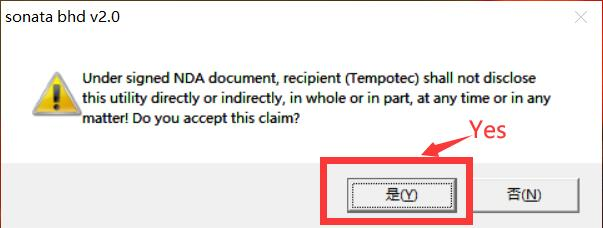 sonata bhd v2.0
Under signed NDA document, recipient (Tempotec) shall not disclose
this utility directly or indirectly, in whole or in part, at any time or in any
matter! Do you accept this claim?
Yes
是(Y)
否(N)